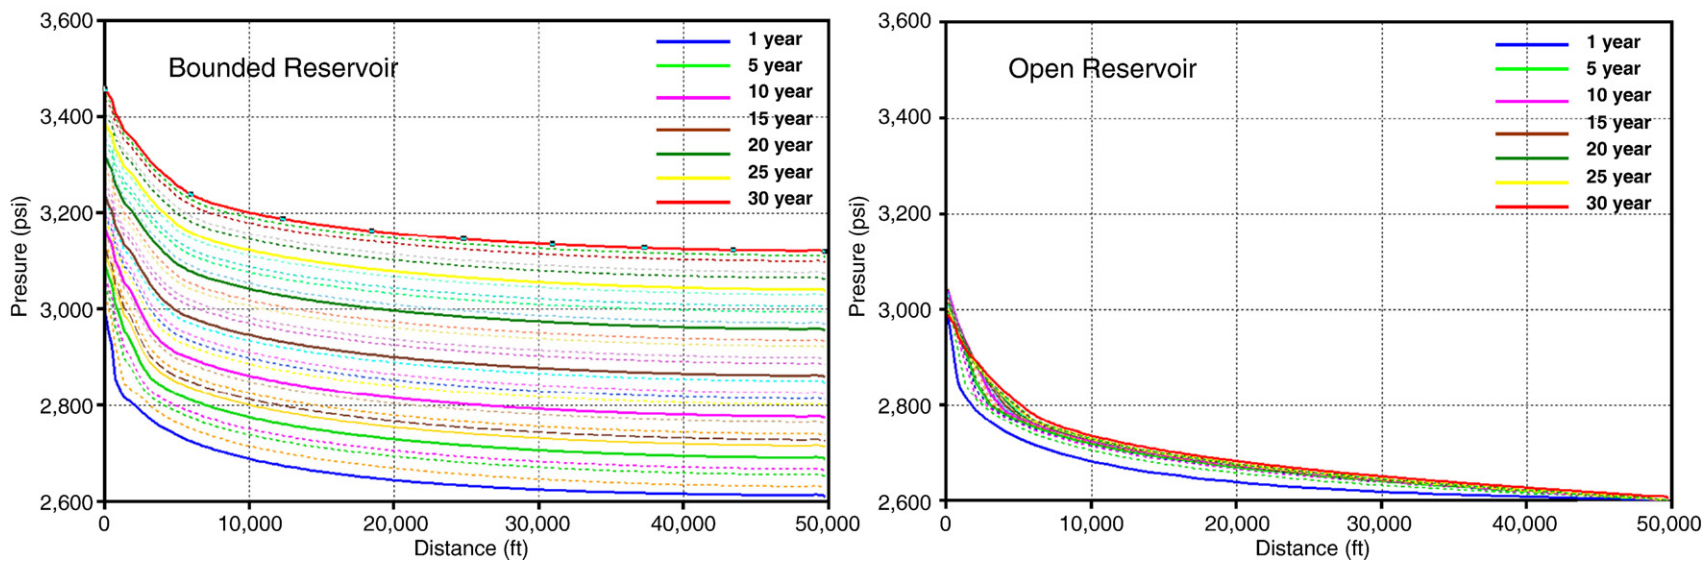 3,600
Bounded Reservoir
1 year
5 year
10 year
15 year
20 year
25 year
30 year
3,400
3,200
3,000
2,800
2,600
Presure (psi)
0
10,000
20,000
30,000
40,000
50,000
Distance (ft)
3,600
Open Reservoir
1 year
5 year
10 year
15 year
20 year
25 year
30 year
3,400
3,200
3,000
2,800
2,600
Presure (psi)
0
10,000
20,000
30,000
40,000
50,000
Distance (ft)